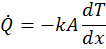 Q̇ = −kA dT/dx